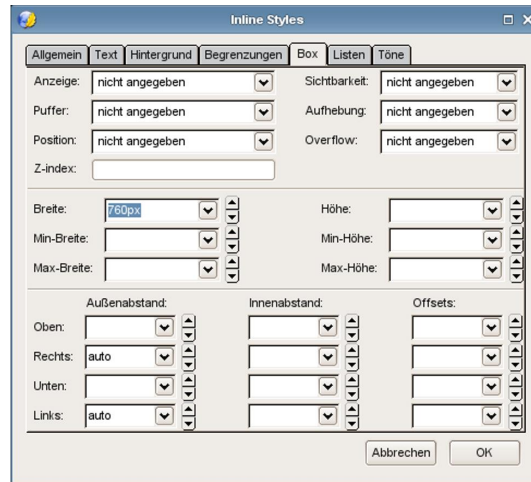 Inline Styles
Allgemein Text Hintergrund Begrenzungen Box Listen Töne
Anzeige: nicht angegeben Sichtbarkeit: nicht angegeben
Puffer: nicht angegeben Aufhebung: nicht angegeben
Position: nicht angegeben Overflow: nicht angegeben
Z-index:
Breite: 760px Höhe:
Min-Breite: Min-Höhe:
Max-Breite: Max-Höhe:
Außenabstand: Innenabstand: Offsets:
Oben:
Rechts: auto
Unten:
Links: auto
Abbrechen OK